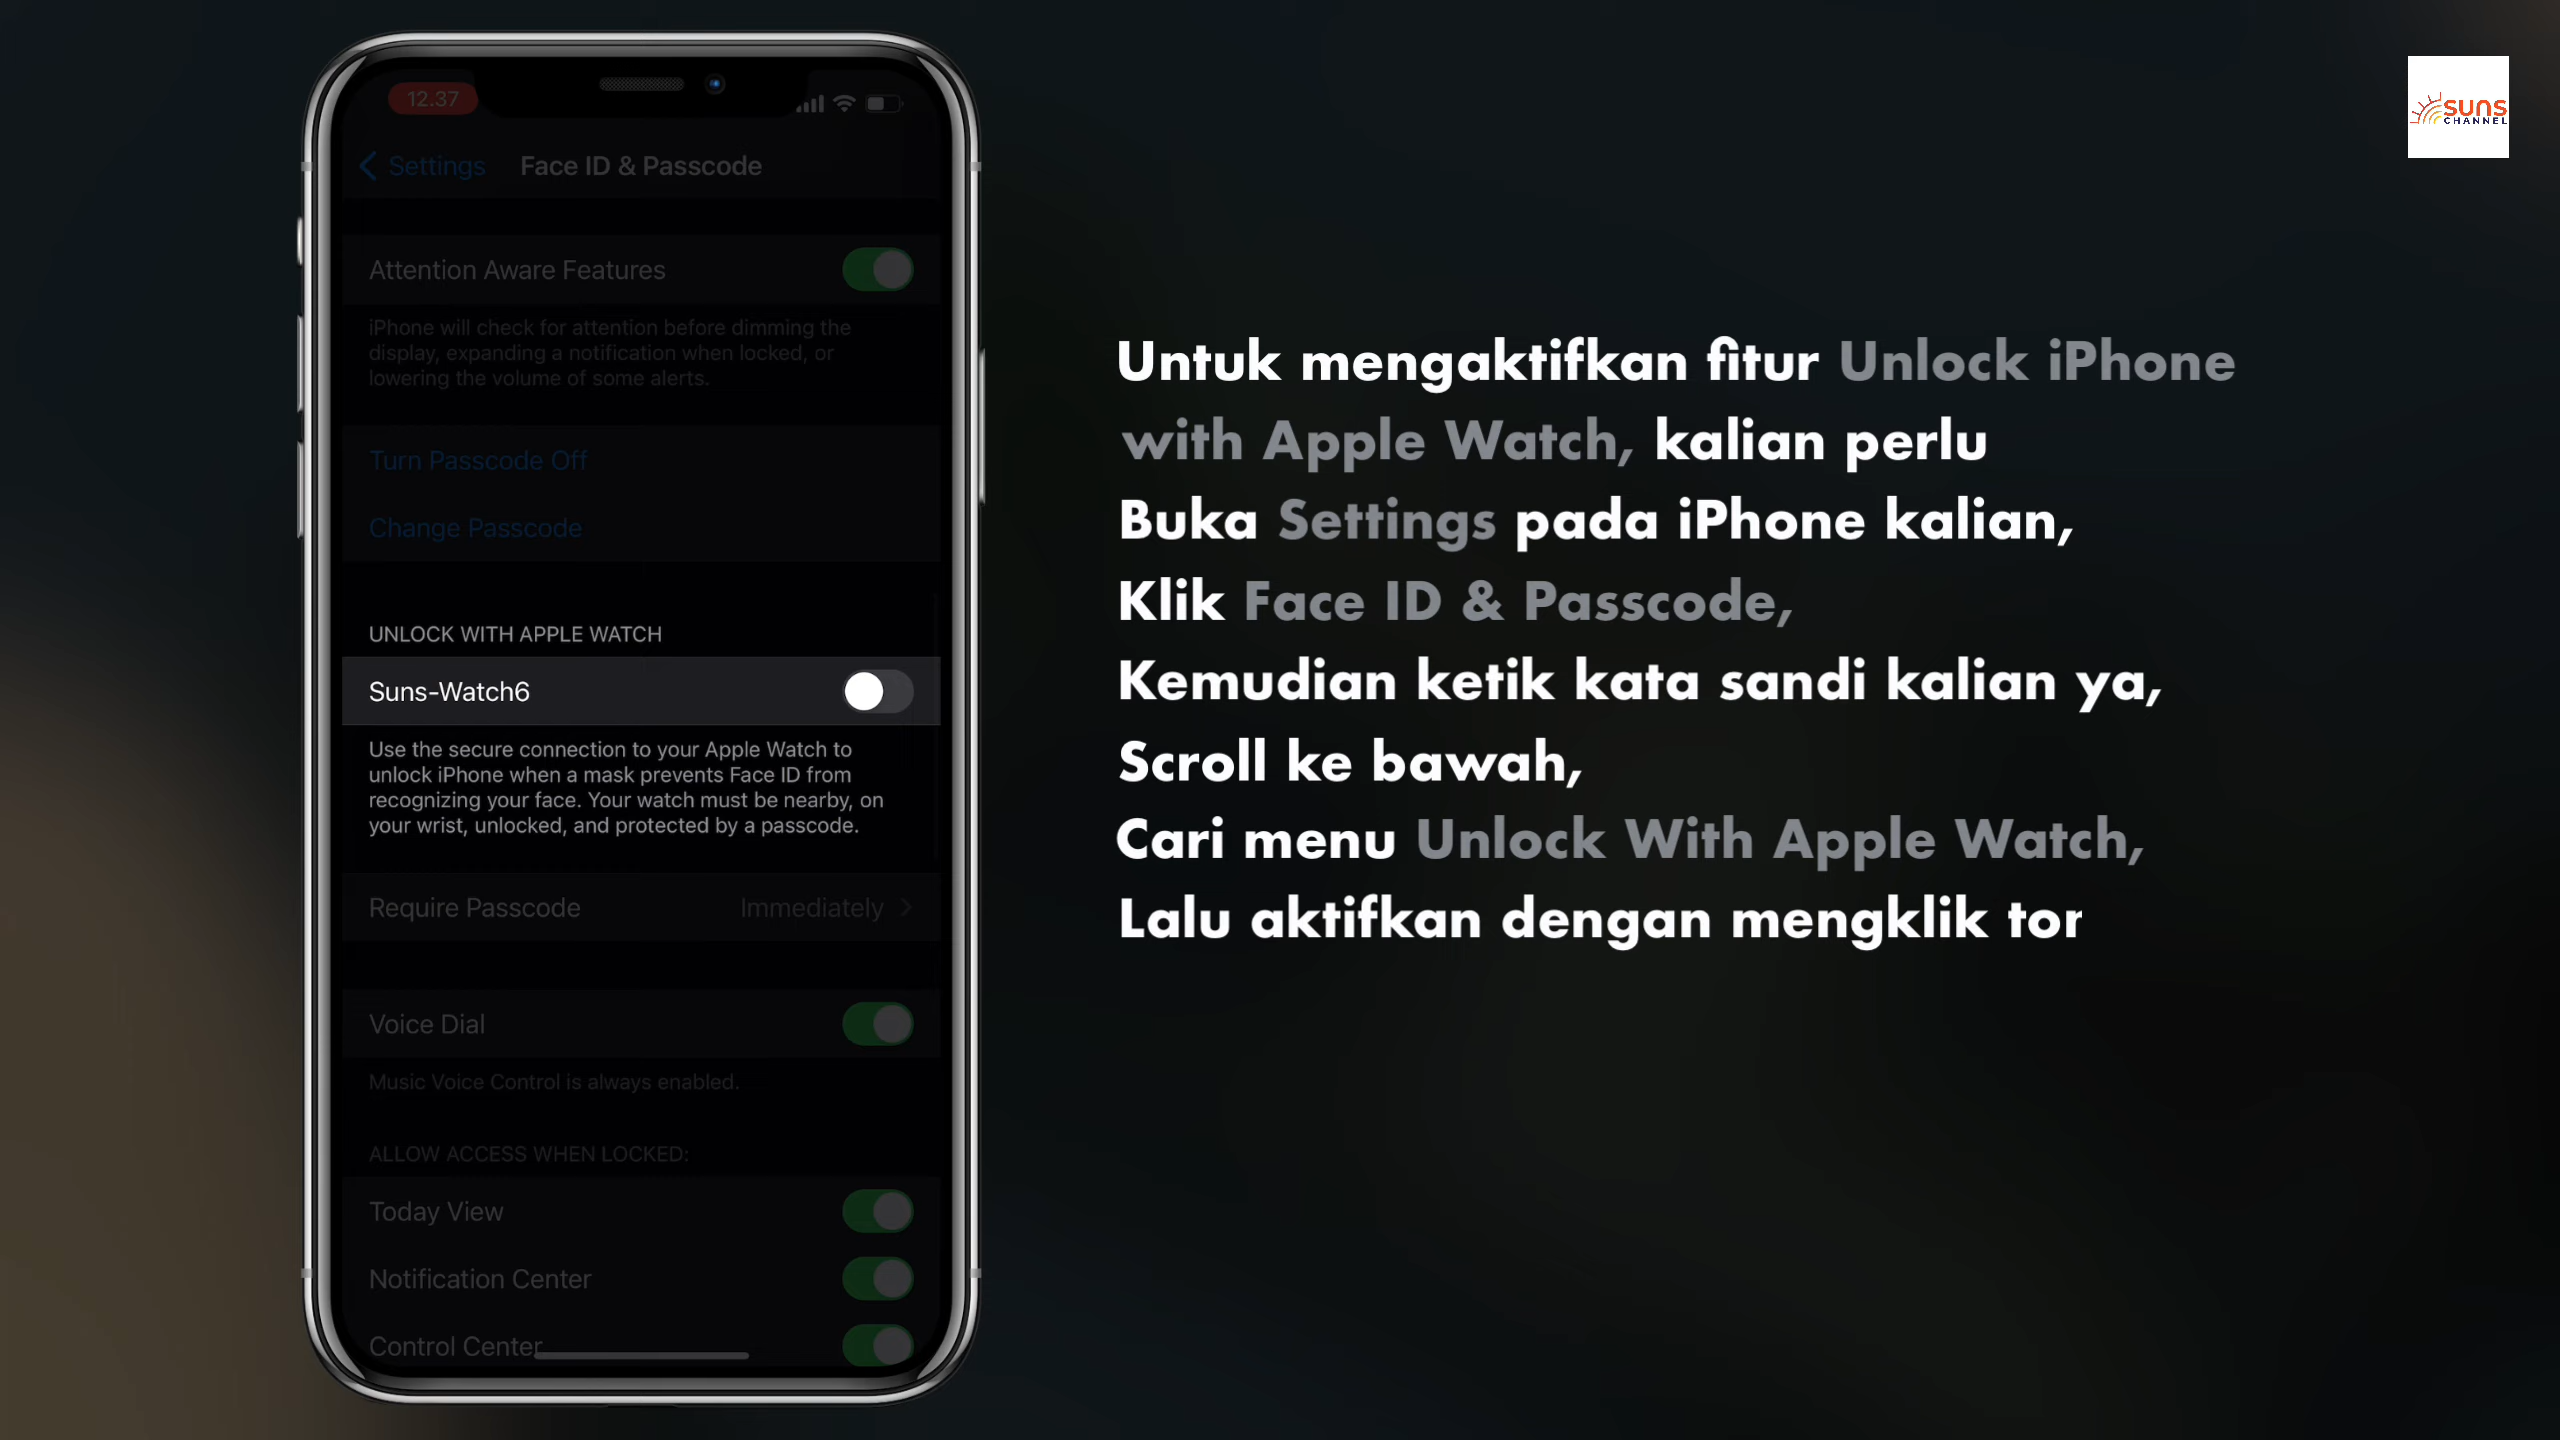 12.37
Settings
Face ID & Passcode
Attention Aware Features
iPhone will check for attention before dimming the
display, expanding a notification when locked, or
lowering the volume of some alerts.
Turn Passcode Off
Change Passcode
UNLOCK WITH APPLE WATCH
Suns-Watch6
Use the secure connection to your Apple Watch to
unlock iPhone when a mask prevents Face ID from
recognizing your face. Your watch must be nearby, on
your wrist, unlocked, and protected by a passcode.
Require Passcode Immediately
Voice Dial
Music Voice Control is always enabled.
ALLOW ACCESS WHEN LOCKED:
Today View
Notification Center
Control Center
Untuk mengaktifkan fitur Unlock iPhone
with Apple Watch, kalian perlu
Buka Settings pada iPhone kalian,
Klik Face ID & Passcode,
Kemudian ketik kata sandi kalian ya,
Scroll ke bawah,
Cari menu Unlock With Apple Watch,
Lalu aktifkan dengan mengklik tor
suns
CHANNEL